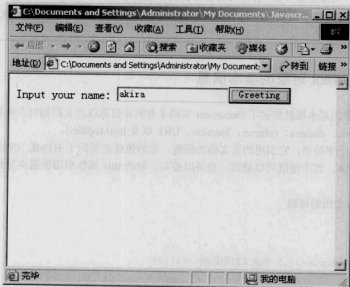 C:\Documents and Settings\Administrator\My Documents\Javascr...
文件(F) 编辑(E) 查看(V) 收藏(A) 工具(T) 帮助(H)
后退 搜索 收藏夹 媒体
地址(D) C:\Documents and Settings\Administrator\My Document: 转到 链接
Input your name: akira Greeting
完毕 我的电脑